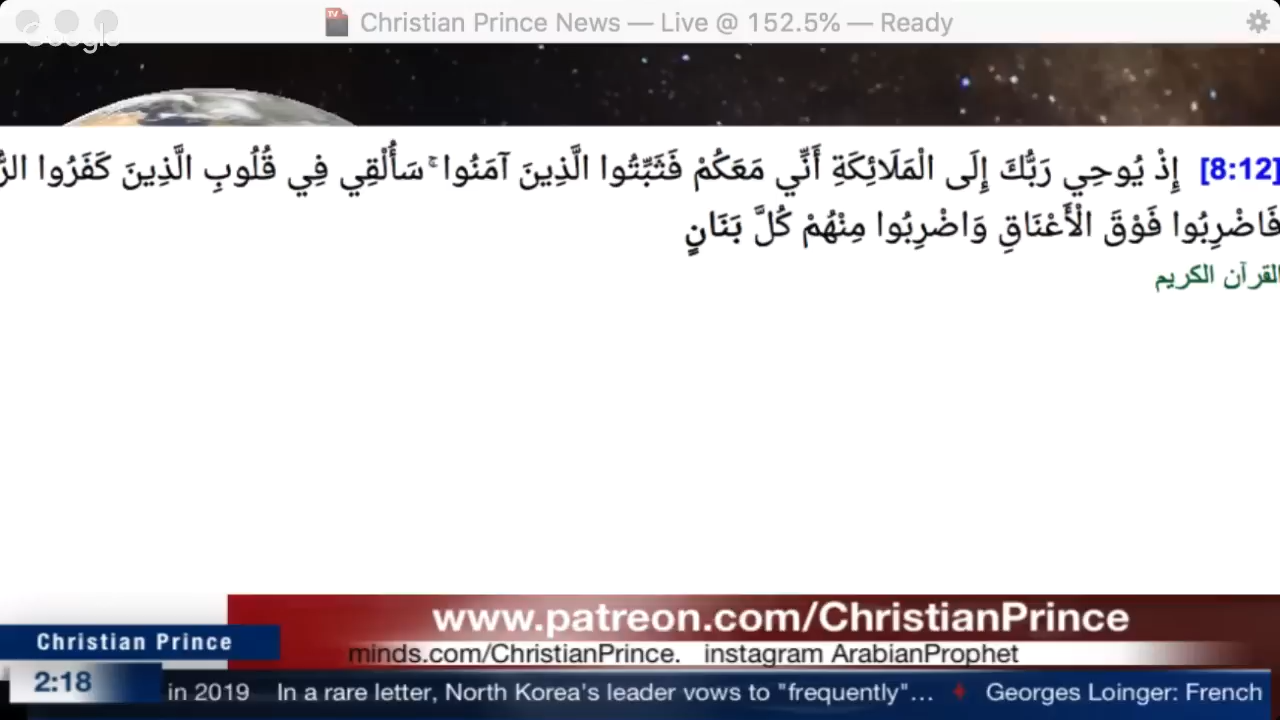 Google
Christian Prince News — Live @ 152.5% — Ready
[8:12] إِذْ يُوحِي رَبُّكَ إِلَى الْمَلَائِكَةِ أَنِّي مَعَكُمْ فَثَبِّتُوا الَّذِينَ آمَنُوا ۚ سَأُلْقِي فِي قُلُوبِ الَّذِينَ كَفَرُوا
فَاضْرِبُوا فَوْقَ الْأَعْنَاقِ وَاضْرِبُوا مِنْهُمْ كُلَّ بَنَانٍ
القرآن الكريم
www.patreon.com/ChristianPrince
Christian Prince
minds.com/ChristianPrince. instagram ArabianProphet
2:18
in 2019 In a rare letter, North Korea's leader vows to "frequently"... Georges Loinger: French